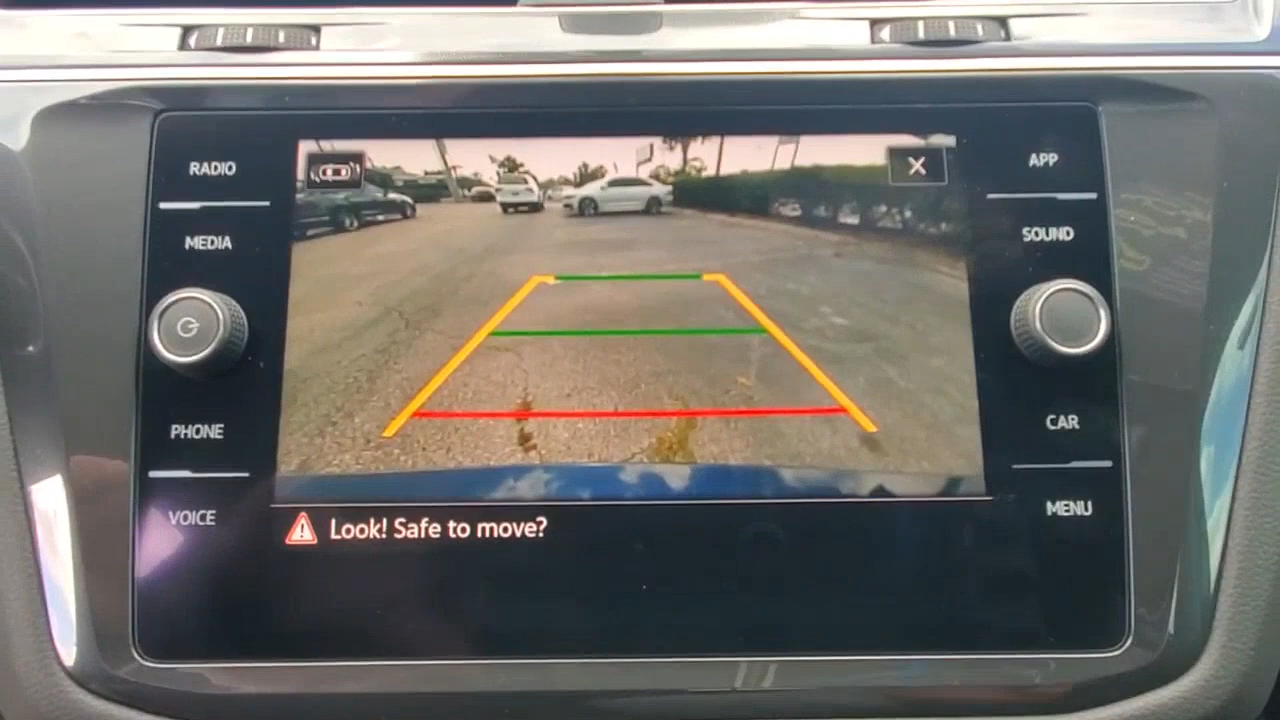 RADIO
MEDIA
PHONE
VOICE
APP
SOUND
CAR
MENU
Look! Safe to move?